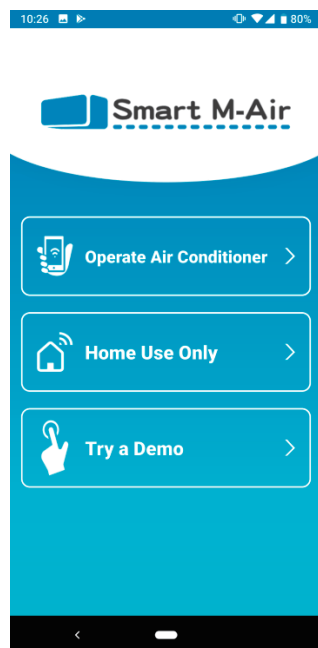 10:26 80%
Smart M-Air
Operate Air Conditioner
Home Use Only
Try a Demo